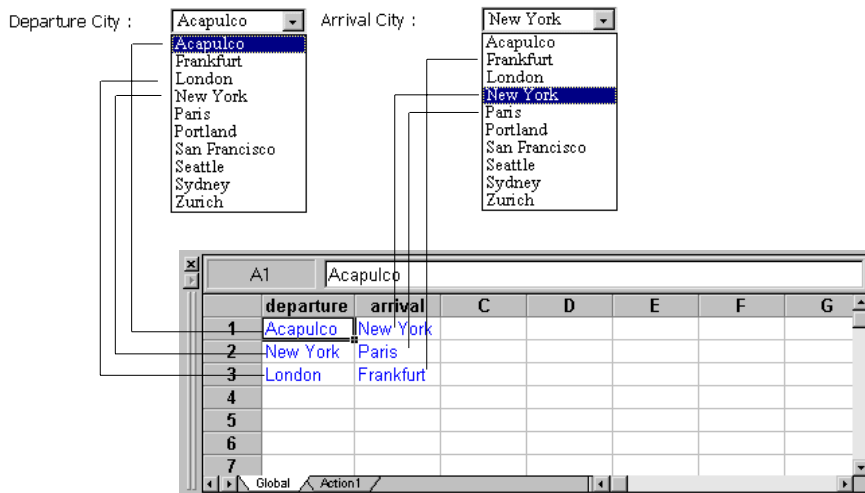 Departure City :
Acapulco
Acapulco
Frankfurt
London
New York
Paris
Portland
San Francisco
Seattle
Sydney
Zurich
Arrival City :
New York
Acapulco
Frankfurt
London
New York
Paris
Portland
San Francisco
Seattle
Sydney
Zurich
A1 Acapulco
departure arrival C D E F G
1 Acapulco New York
2 New York Paris
3 London Frankfurt
4
5
6
7
Global Action1